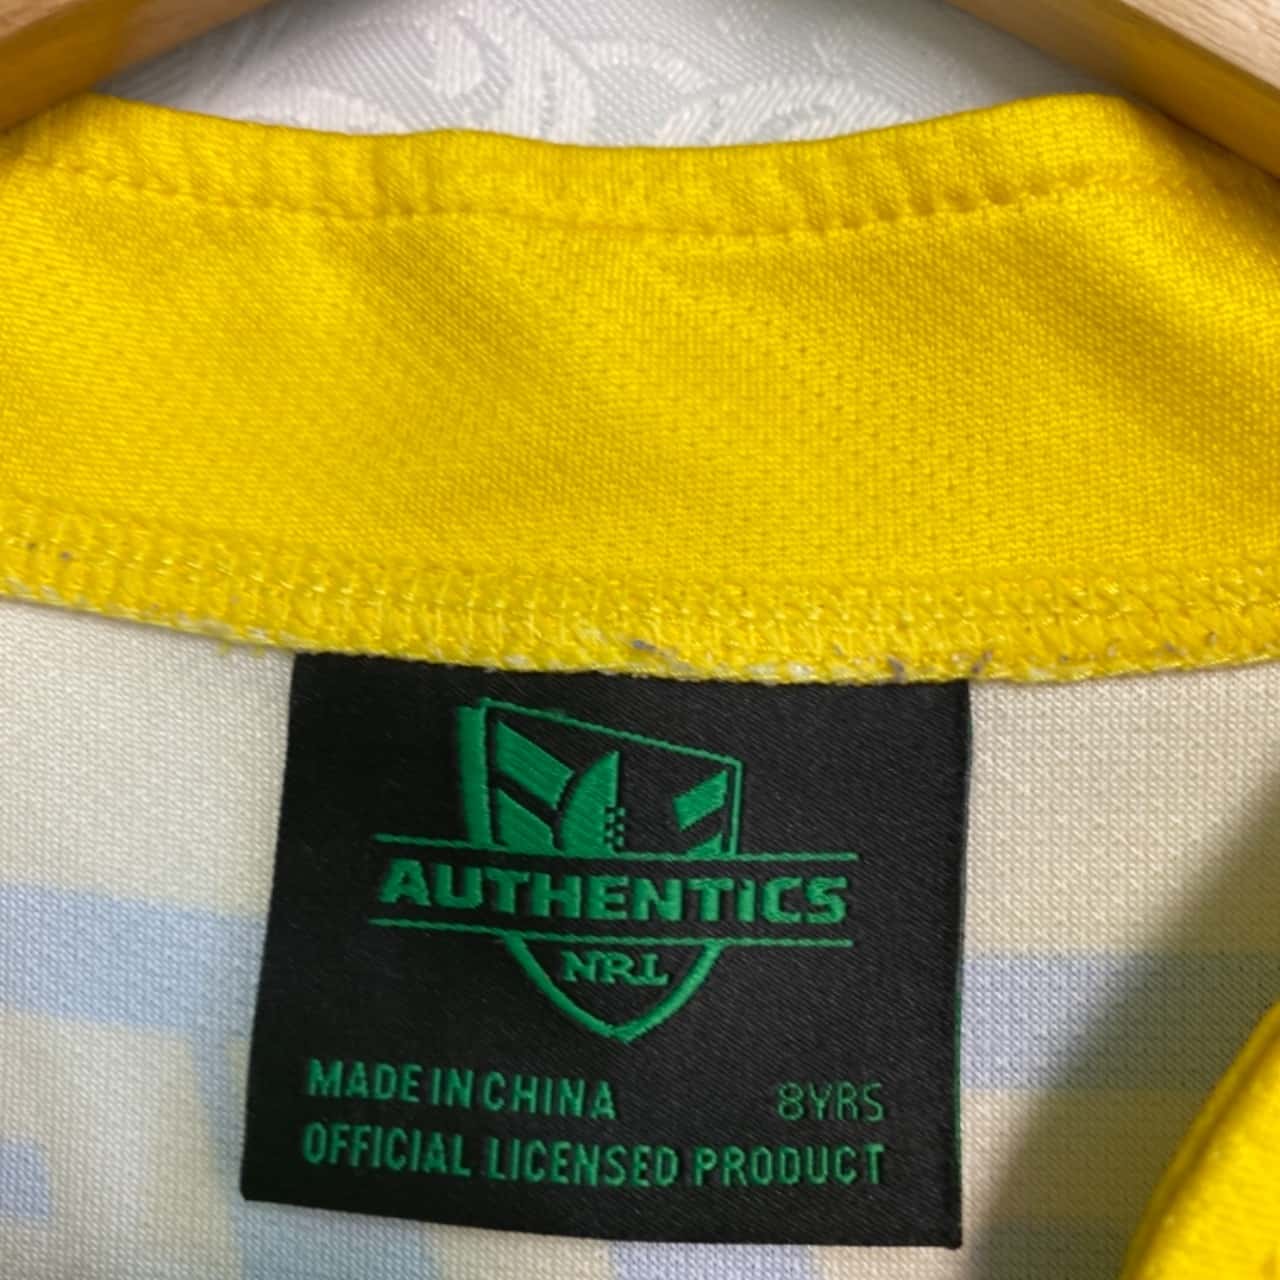 AUTHENTICS
NRL
MADE IN CHINA 8YRS
OFFICIAL LICENSED PRODUCT